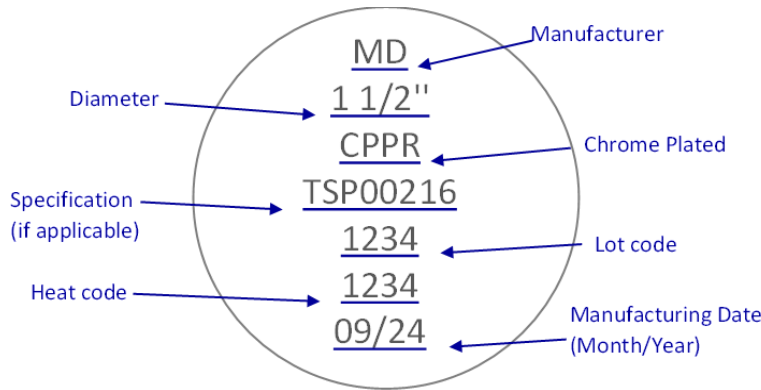 MD
Manufacturer
Diameter
1 1/2''
CPPR
Chrome Plated
Specification
(if applicable)
TSP00216
1234
Lot code
Heat code
1234
09/24
Manufacturing Date
(Month/Year)